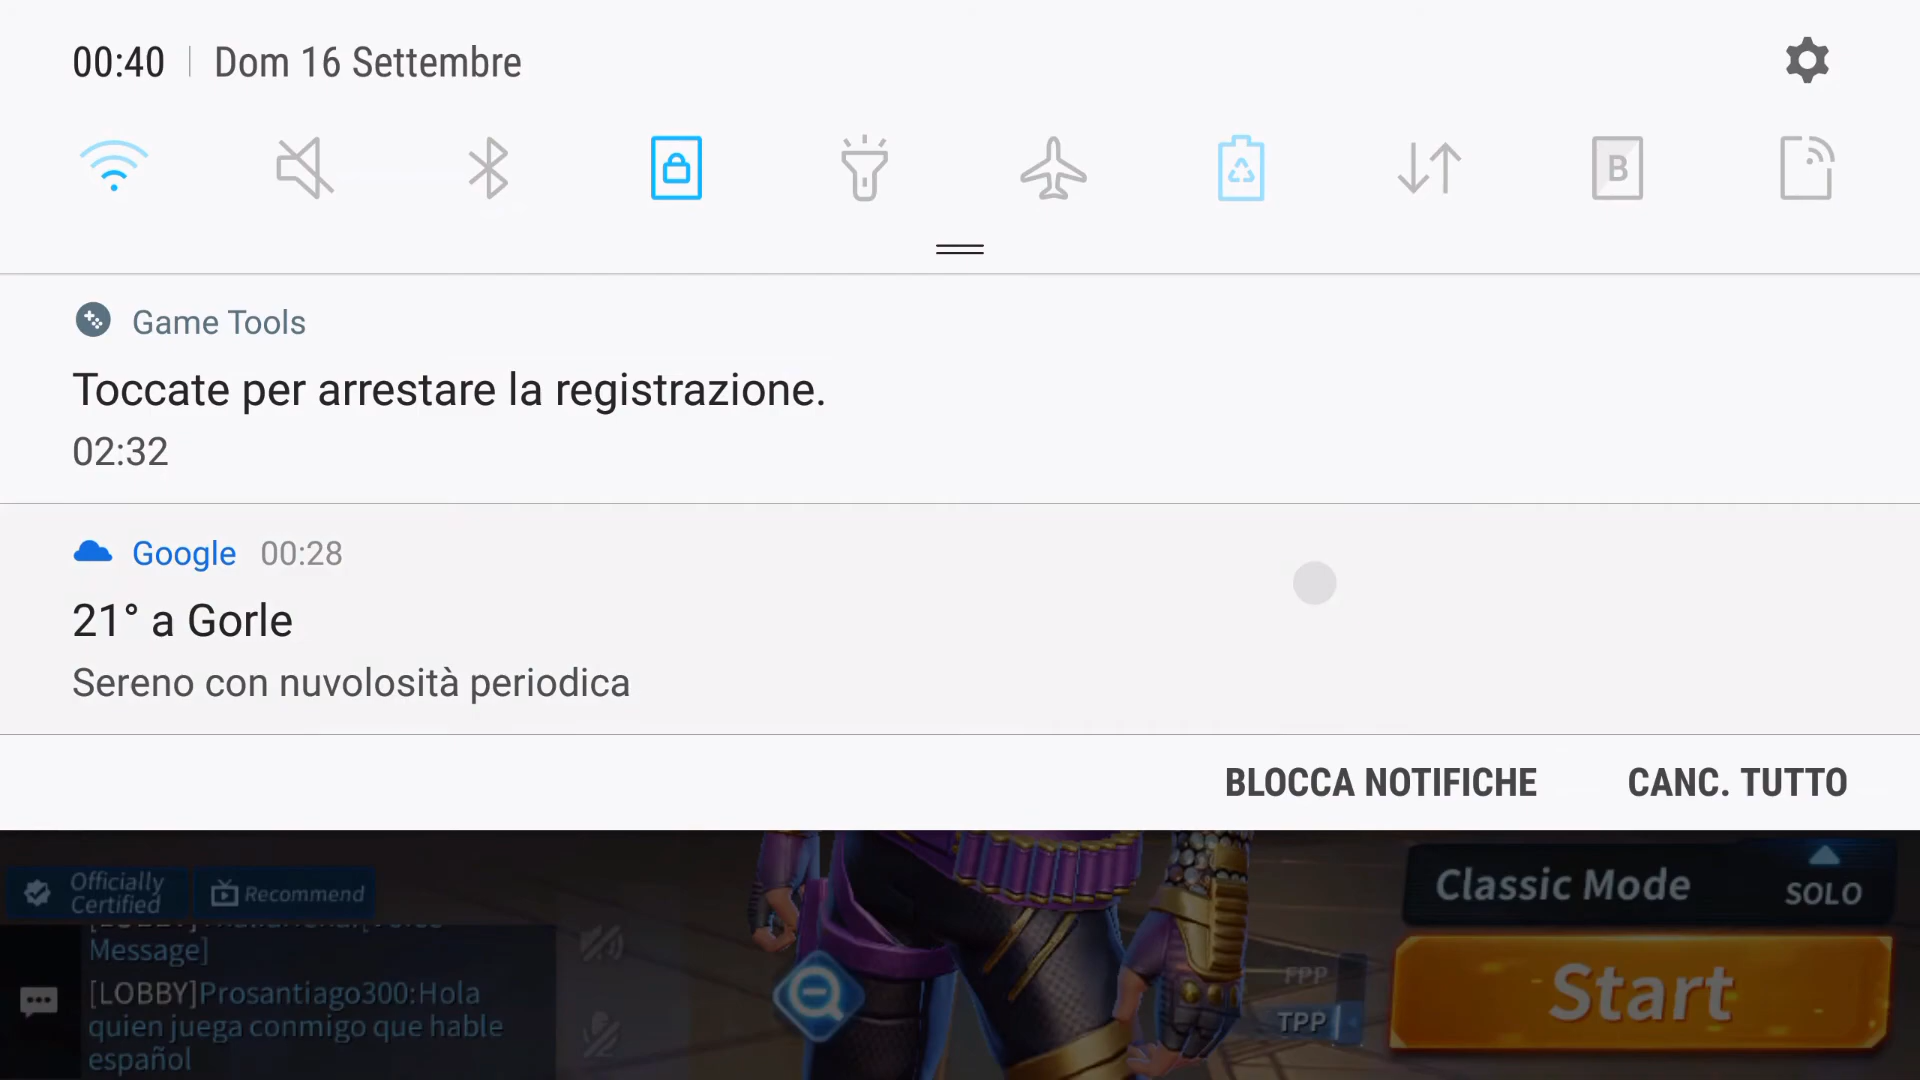 00:40 | Dom 16 Settembre
B
Game Tools
Toccate per arrestare la registrazione.
02:32
Google 00:28
21° a Gorle
Sereno con nuvolosità periodica
BLOCCA NOTIFICHE CANC. TUTTO
Officially
Certified
Recommend
Message]
[LOBBY]Prosantiago300:Hola
quien juega conmigo que hable
español
FPP
TPP
Classic Mode
SOLO
Start